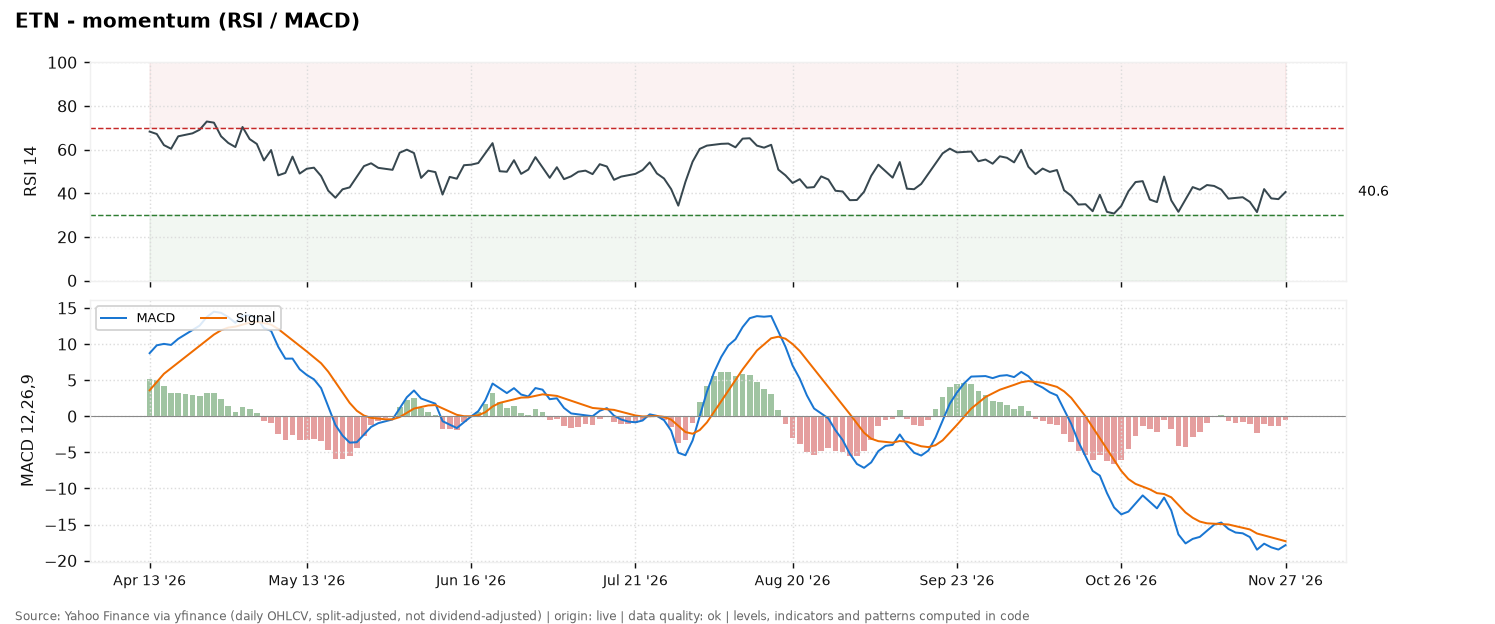 ETN - momentum (RSI / MACD)
100
80
60
40
20
0
RSI 14
40.6
MACD
Signal
15
10
5
0
−5
−10
−15
−20
MACD 12,26,9
Apr 13 '26
May 13 '26
Jun 16 '26
Jul 21 '26
Aug 20 '26
Sep 23 '26
Oct 26 '26
Nov 27 '26
Source: Yahoo Finance via yfinance (daily OHLCV, split-adjusted, not dividend-adjusted) | origin: live | data quality: ok | levels, indicators and patterns computed in code